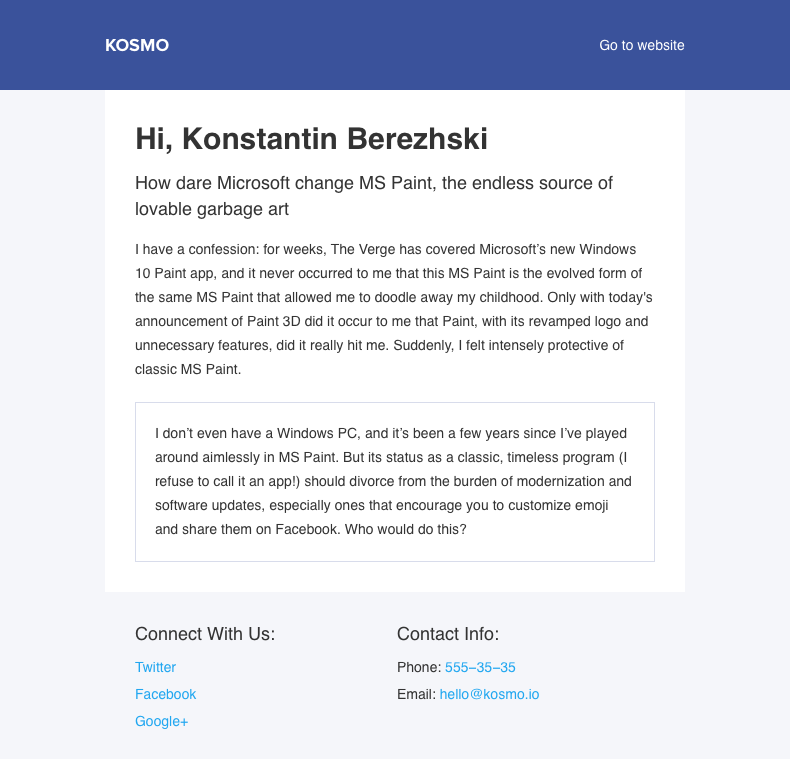 KOSMO
Go to website
Hi, Konstantin Berezhski
How dare Microsoft change MS Paint, the endless source of
lovable garbage art
I have a confession: for weeks, The Verge has covered Microsoft’s new Windows
10 Paint app, and it never occurred to me that this MS Paint is the evolved form of
the same MS Paint that allowed me to doodle away my childhood. Only with today's
announcement of Paint 3D did it occur to me that Paint, with its revamped logo and
unnecessary features, did it really hit me. Suddenly, I felt intensely protective of
classic MS Paint.
I don’t even have a Windows PC, and it’s been a few years since I’ve played
around aimlessly in MS Paint. But its status as a classic, timeless program (I
refuse to call it an app!) should divorce from the burden of modernization and
software updates, especially ones that encourage you to customize emoji
and share them on Facebook. Who would do this?
Connect With Us:
Twitter
Facebook
Google+
Contact Info:
Phone: 555–35–35
Email: hello@kosmo.io